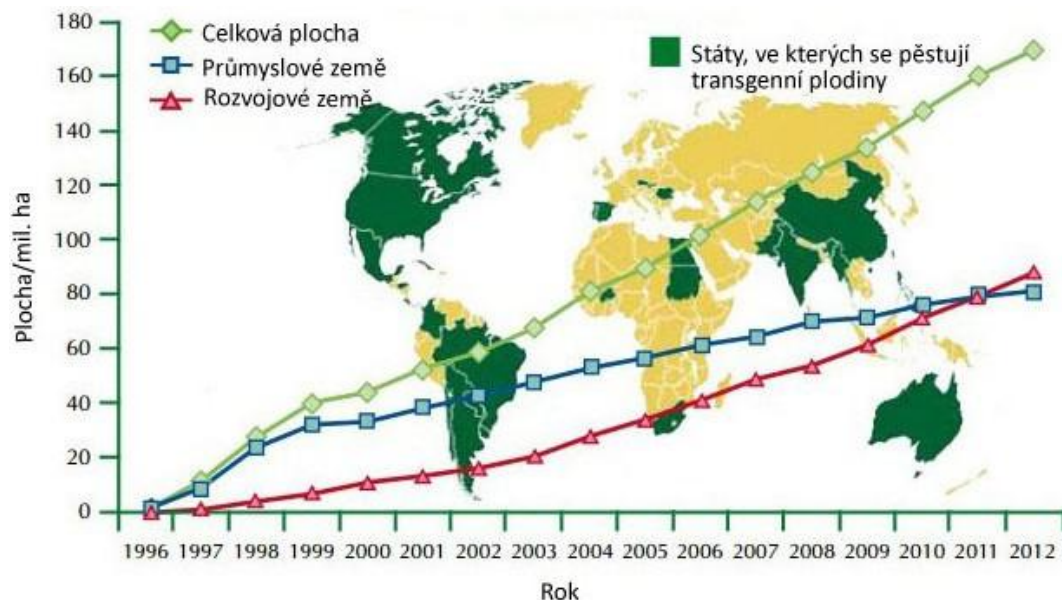 180
160
140
120
100
80
60
40
20
0
Plocha/mil. ha
Celková plocha
Průmyslové země
Rozvojové země
Státy, ve kterých se pěstují
transgenní plodiny
1996 1997 1998 1999 2000 2001 2002 2003 2004 2005 2006 2007 2008 2009 2010 2011 2012
Rok